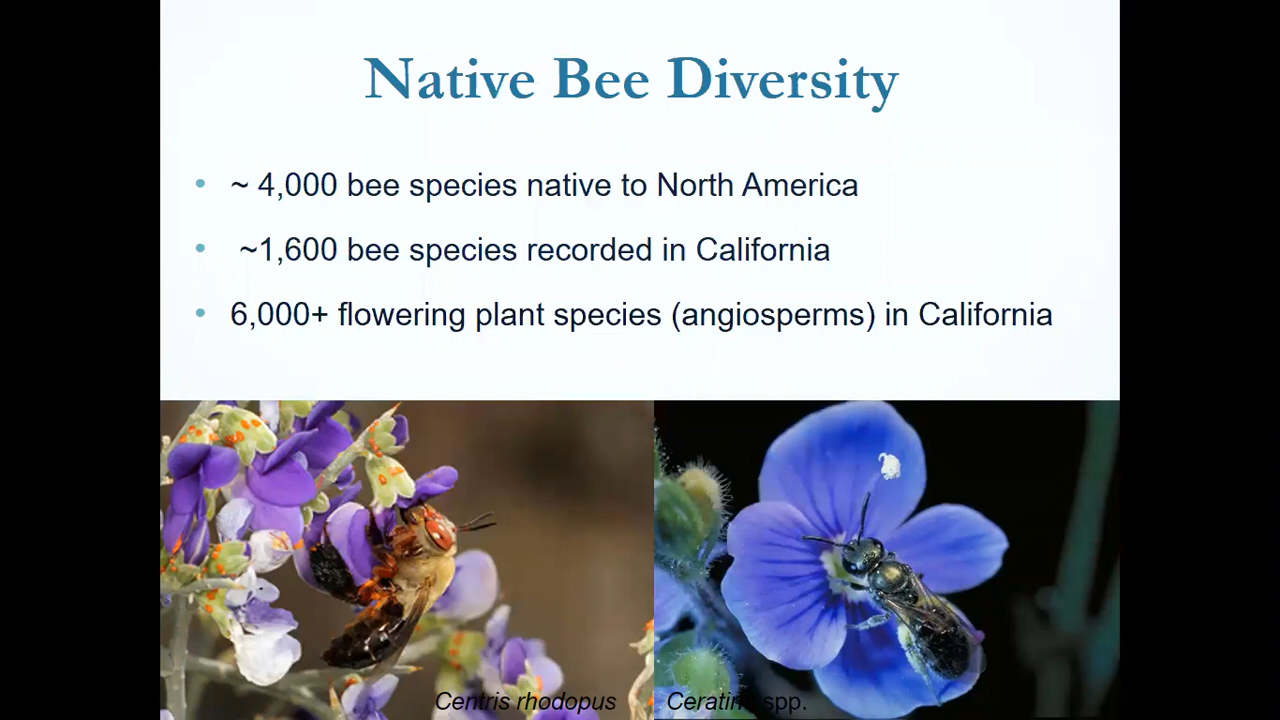 Native Bee Diversity
• ~ 4,000 bee species native to North America
• ~1,600 bee species recorded in California
• 6,000+ flowering plant species (angiosperms) in California
Centris rhodopus
Ceratina spp.